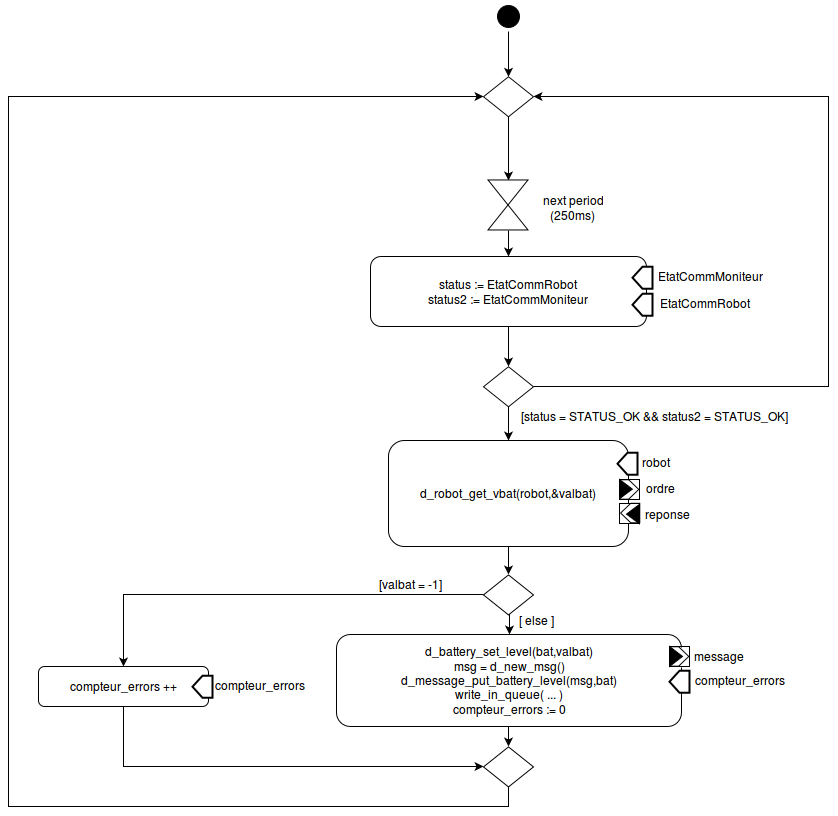 next period
(250ms)
status := EtatCommRobot
status2 := EtatCommMoniteur
EtatCommMoniteur
EtatCommRobot
[status = STATUS_OK && status2 = STATUS_OK]
d_robot_get_vbat(robot,&valbat)
robot
ordre
reponse
[valbat = -1]
[ else ]
d_battery_set_level(bat,valbat)
msg = d_new_msg()
d_message_put_battery_level(msg,bat)
write_in_queue( ... )
compteur_errors := 0
message
compteur_errors
compteur_errors ++
compteur_errors